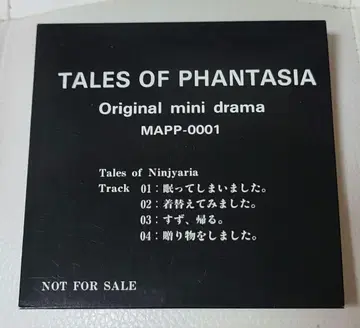 TALES OF PHANTASIA
Original mini drama
MAPP-0001
Tales of Ninjyaria
Track 01：眠ってしまいました。
02：着替えてみました。
03：すず、帰る。
04：贈り物をしました。
NOT FOR SALE